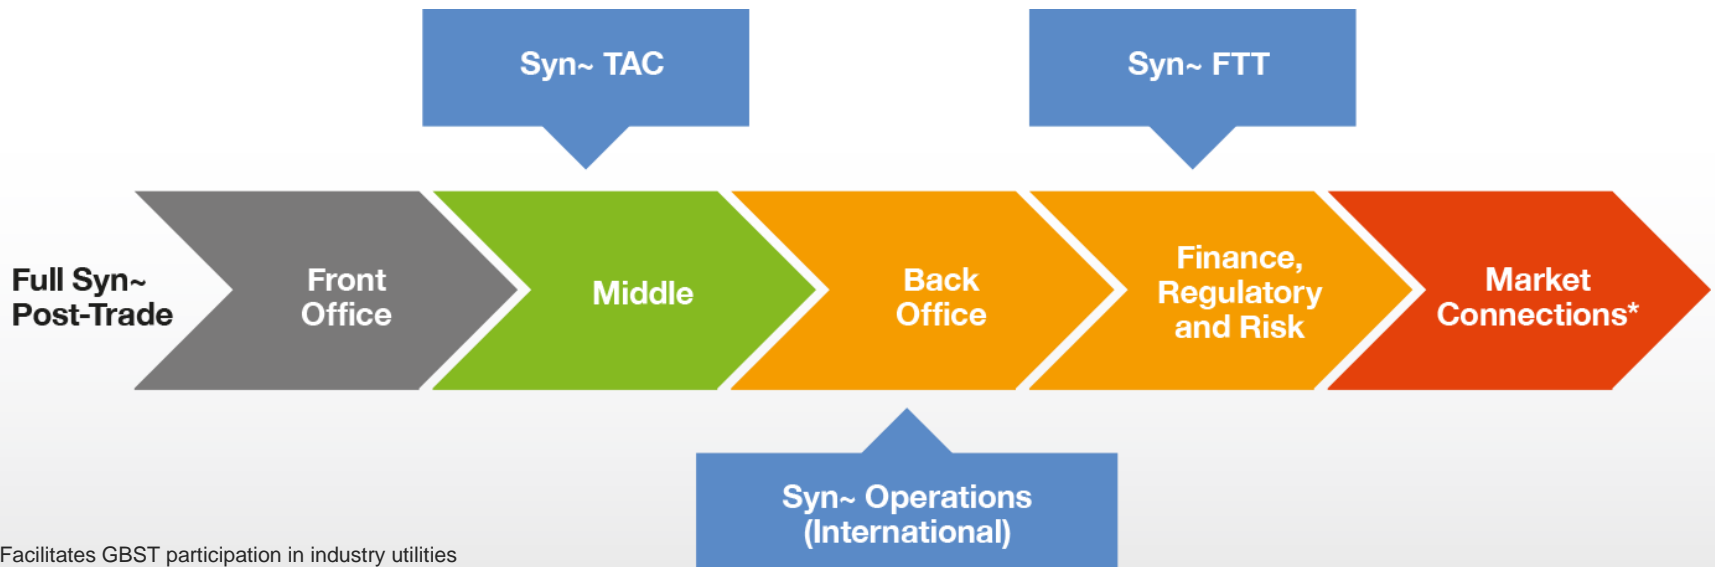 Syn~ TAC
Syn~ FTT
Full Syn~
Post-Trade
Front
Office
Middle
Back
Office
Finance,
Regulatory
and Risk
Market
Connections*
Syn~ Operations
(International)
Facilitates GBST participation in industry utilities